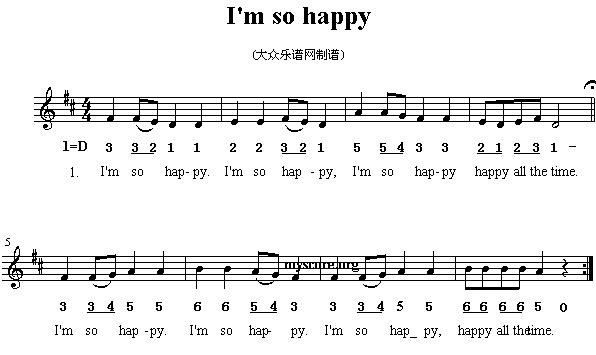 I'm so happy
(大众乐谱网制谱)
4
4
1=D 3 3 2 1 1 2 2 3 2 1 5 5 4 3 3 2 1 2 3 1 –
1. I'm so hap- py. I'm so hap - py, I'm so hap-py happy all the time.
5
myscore.org
3 3 4 5 5 6 6 5 4 3 3 3 4 5 5 6 6 6 6 5 0
I'm so hap -py. I'm so hap- py. I'm so hap_ py, happy all the time.